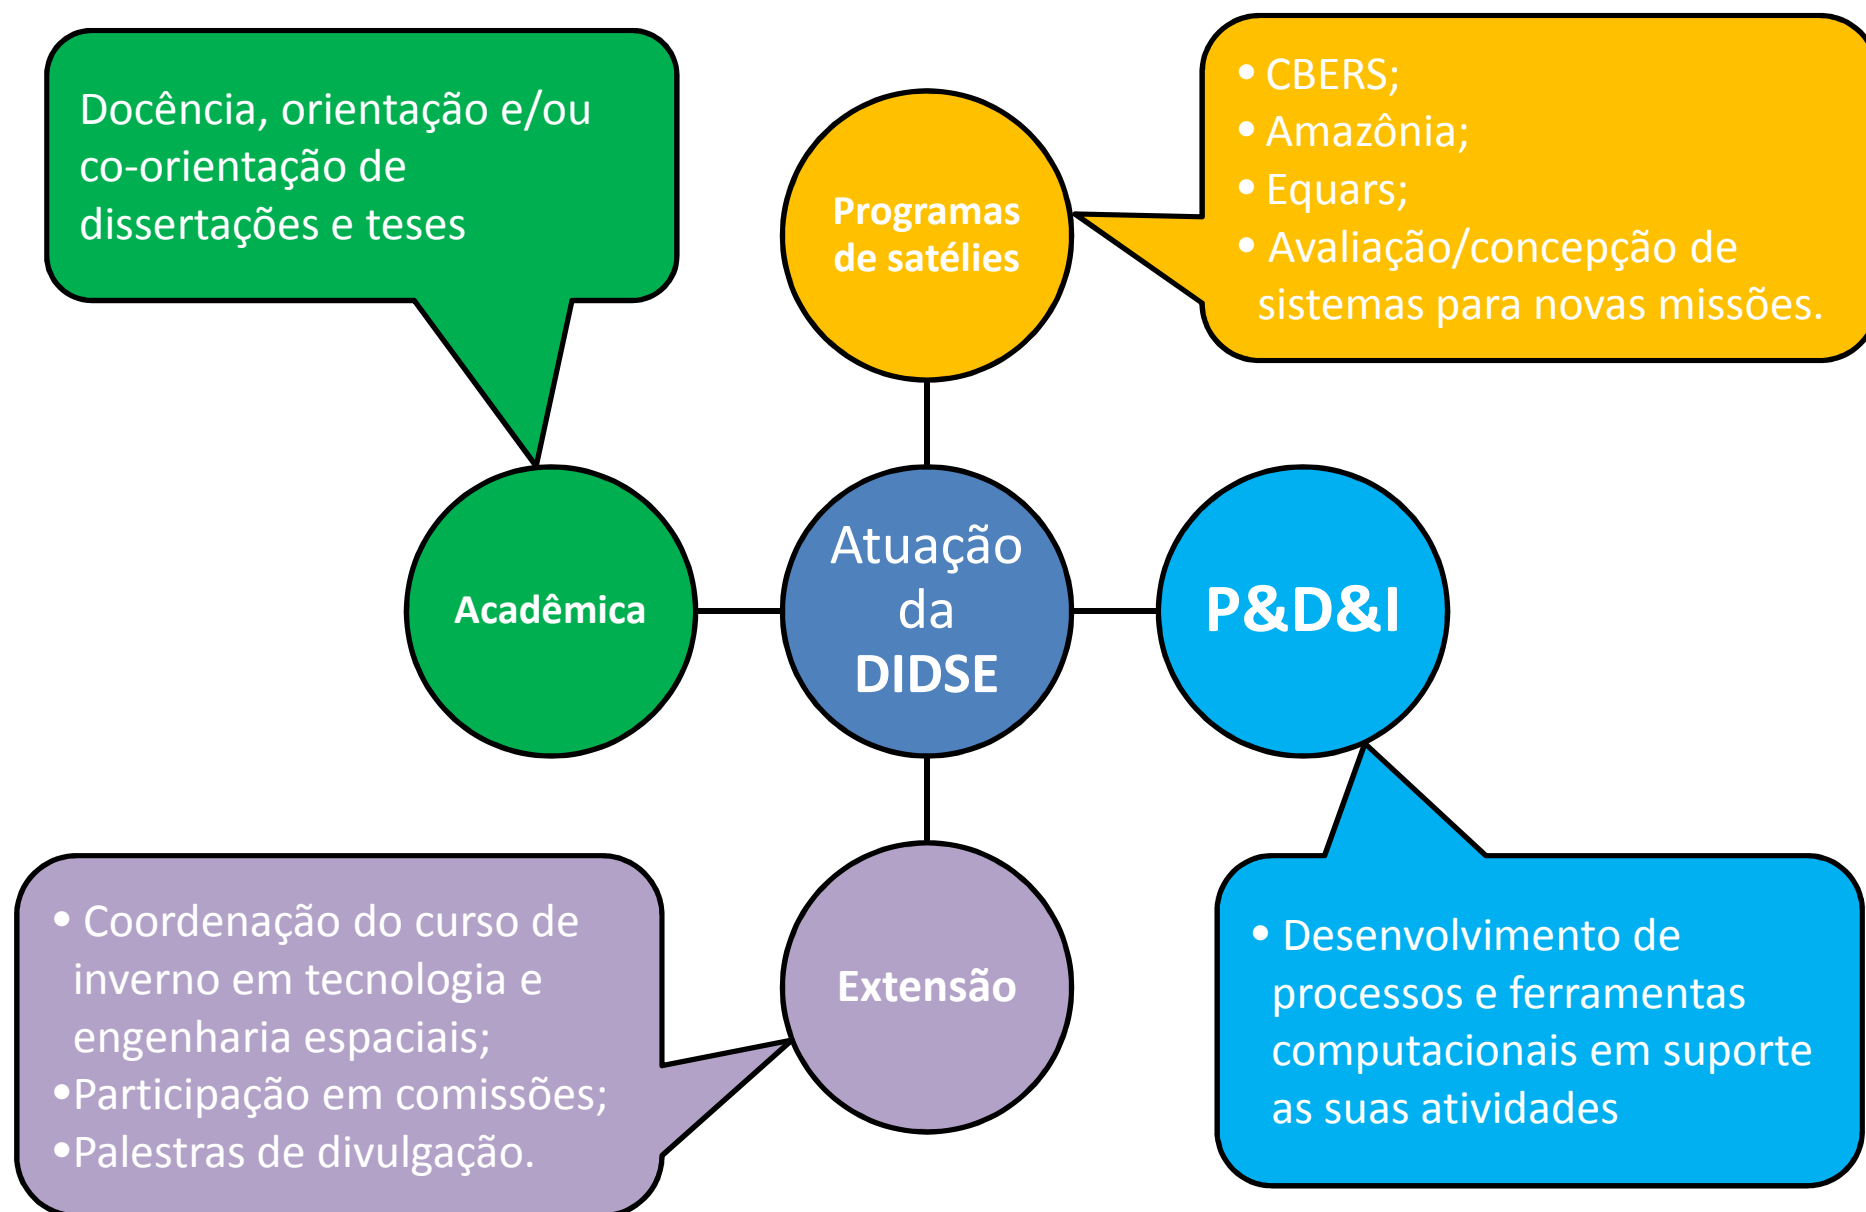 Docência, orientação e/ou
co-orientação de
dissertações e teses
Programas
de satélies
• CBERS;
• Amazônia;
• Equars;
• Avaliação/concepção de
sistemas para novas missões.
Acadêmica
Atuação
da
DIDSE
P&D&I
• Coordenação do curso de
inverno em tecnologia e
engenharia espaciais;
•Participação em comissões;
•Palestras de divulgação.
Extensão
• Desenvolvimento de
processos e ferramentas
computacionais em suporte
as suas atividades